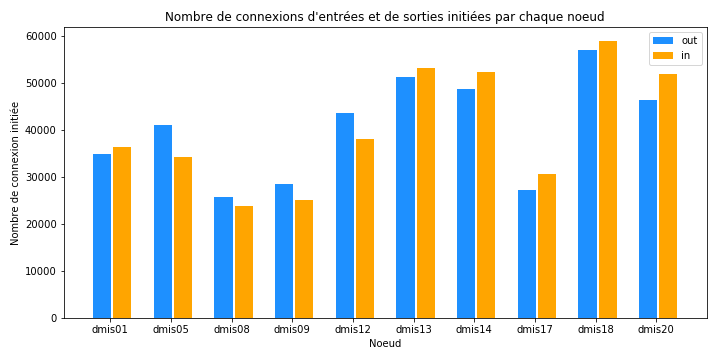 Nombre de connexions d'entrées et de sorties initiées par chaque noeud
out
in
Nombre de connexion initiée
60000
50000
40000
30000
20000
10000
0
dmis01 dmis05 dmis08 dmis09 dmis12 dmis13 dmis14 dmis17 dmis18 dmis20
Noeud